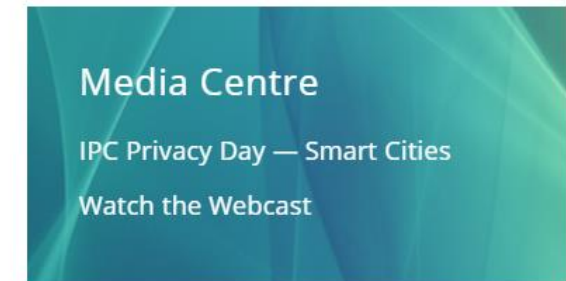 Media Centre
IPC Privacy Day — Smart Cities
Watch the Webcast